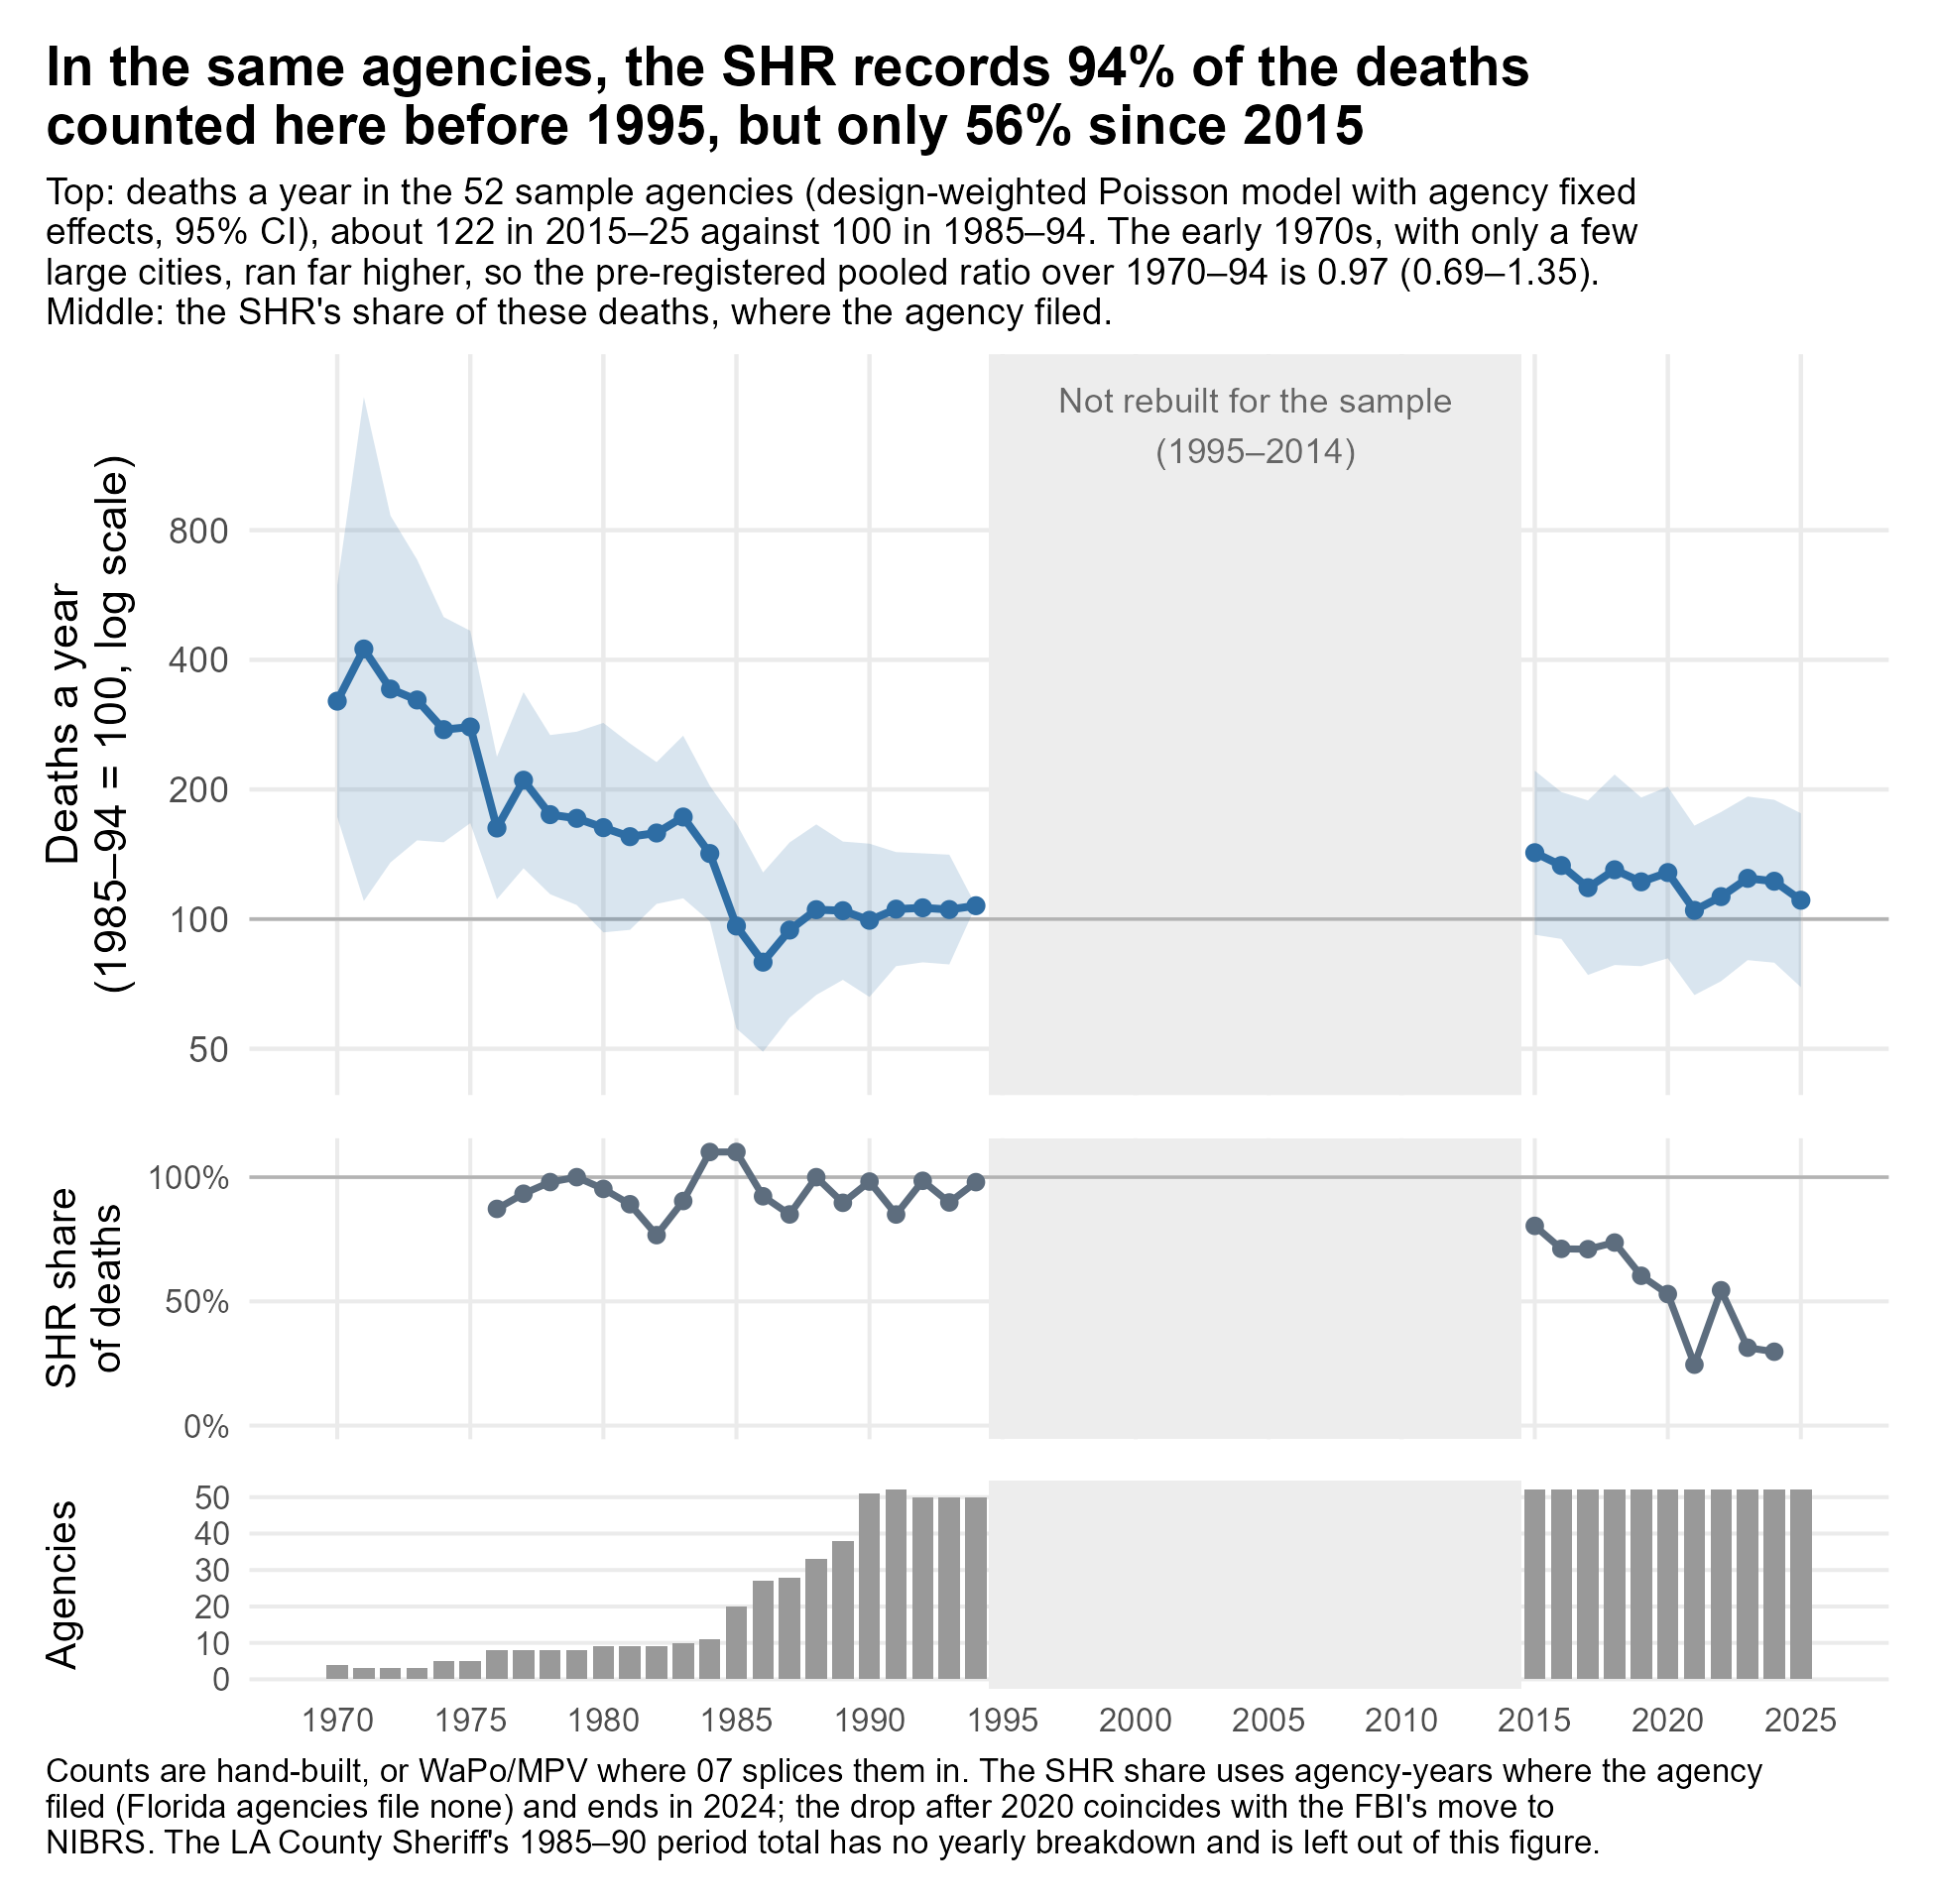 In the same agencies, the SHR records 94% of the deaths
counted here before 1995, but only 56% since 2015
Top: deaths a year in the 52 sample agencies (design-weighted Poisson model with agency fixed
effects, 95% CI), about 122 in 2015–25 against 100 in 1985–94. The early 1970s, with only a few
large cities, ran far higher, so the pre-registered pooled ratio over 1970–94 is 0.97 (0.69–1.35).
Middle: the SHR's share of these deaths, where the agency filed.
Not rebuilt for the sample
(1995–2014)
Deaths a year
(1985–94 = 100, log scale)
800
400
200
100
50
SHR share
of deaths
100%
50%
0%
Agencies
50
40
30
20
10
0
1970 1975 1980 1985 1990 1995 2000 2005 2010 2015 2020 2025
Counts are hand-built, or WaPo/MPV where 07 splices them in. The SHR share uses agency-years where the agency
filed (Florida agencies file none) and ends in 2024; the drop after 2020 coincides with the FBI's move to
NIBRS. The LA County Sheriff's 1985–90 period total has no yearly breakdown and is left out of this figure.